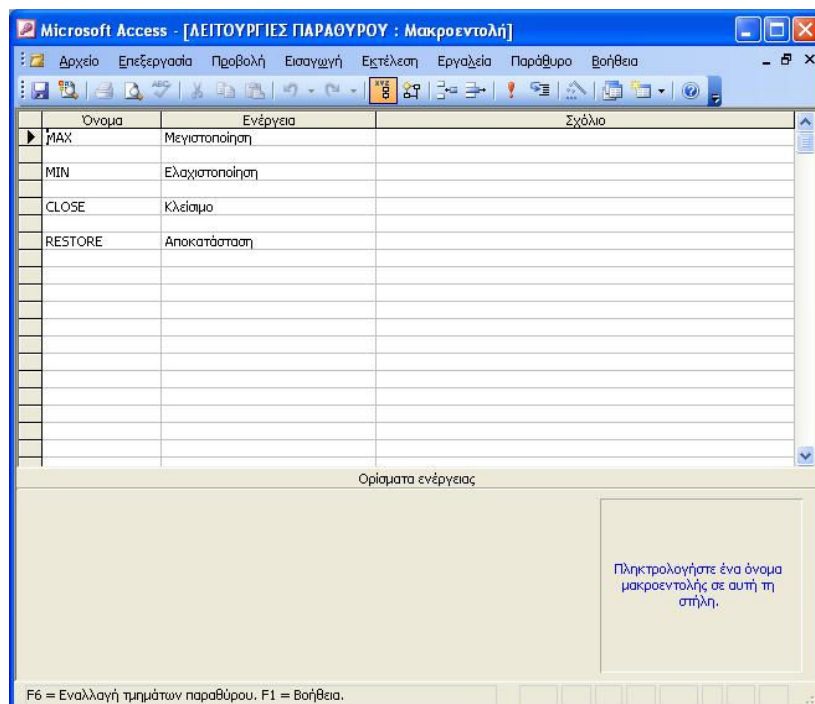 Microsoft Access - [ΛΕΙΤΟΥΡΓΙΕΣ ΠΑΡΑΘΥΡΟΥ : Μακροεντολή]
Αρχείο Επεξεργασία Προβολή Εισαγωγή Εκτέλεση Εργαλεία Παράθυρο Βοήθεια
Όνομα Ενέργεια Σχόλιο
MAX Μεγιστοποίηση
MIN Ελαχιστοποίηση
CLOSE Κλείσιμο
RESTORE Αποκατάσταση
Ορίσματα ενέργειας
Πληκτρολογήστε ένα όνομα
μακροεντολής σε αυτή τη
στήλη.
F6 = Εναλλαγή τμημάτων παραθύρου. F1 = Βοήθεια.